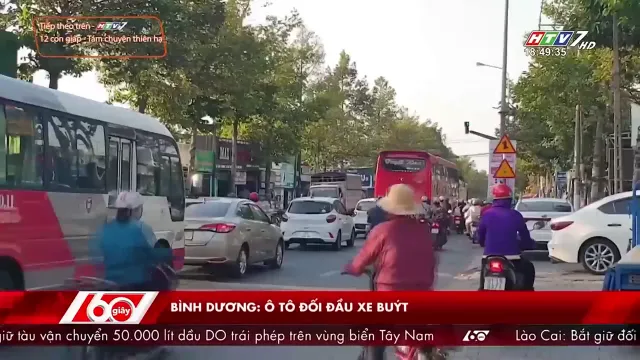 Tiếp theo trên - HTV7
12 con giáp - Tám chuyện thiên hạ
HTV7 HD
18:49:35
60 giây
BÌNH DƯƠNG: Ô TÔ ĐỐI ĐẦU XE BUÝT
giữ tàu vận chuyển 50.000 lít dầu DO trái phép trên vùng biển Tây Nam 60 Lào Cai: Bắt giữ đối